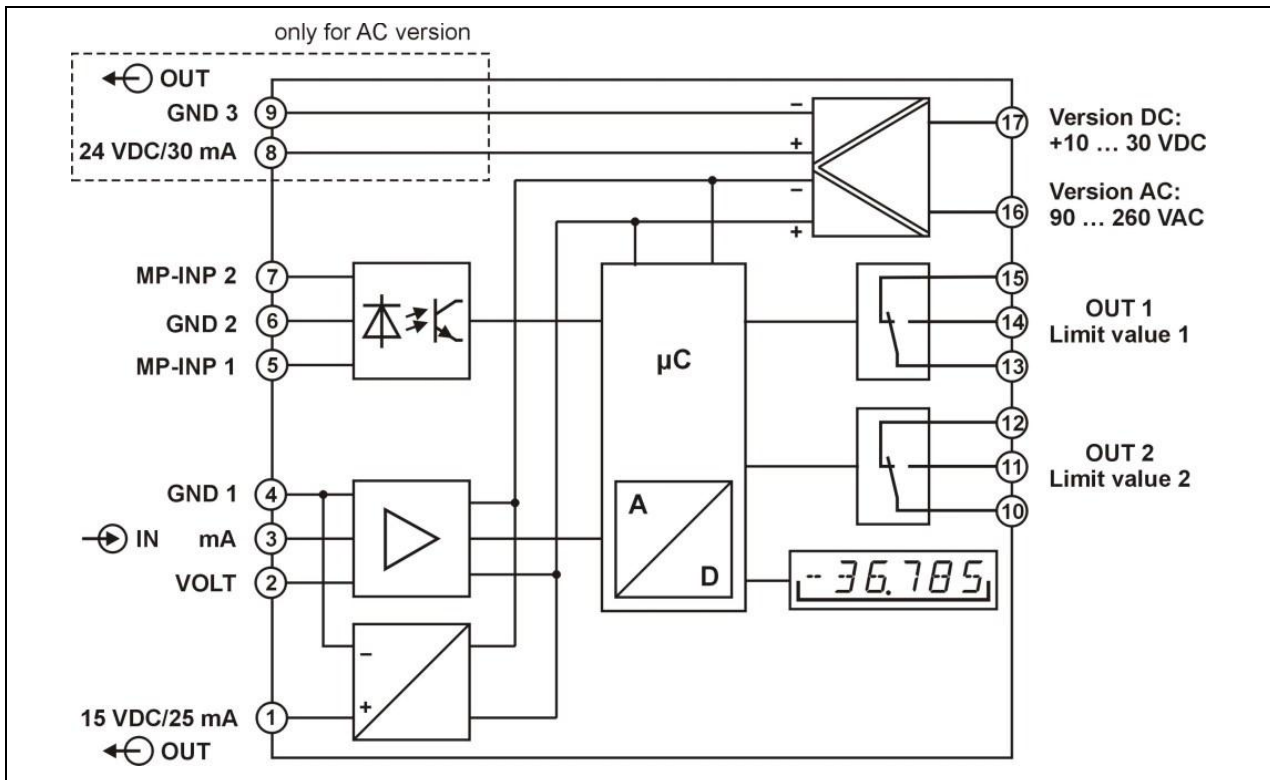 only for AC version
OUT
GND 3 9
24 VDC/30 mA 8
− + − +
17 Version DC:
+10 ... 30 VDC
16 Version AC:
90 ... 260 VAC
MP-INP 2 7
GND 2 6
MP-INP 1 5
µC
15
14 OUT 1
Limit value 1
13
12
11 OUT 2
Limit value 2
10
GND 1 4
IN mA 3
VOLT 2
A
D
-36.785
−
+
15 VDC/25 mA 1
OUT